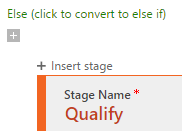 Else (click to convert to else if)
+ Insert stage
Stage Name *
Qualify